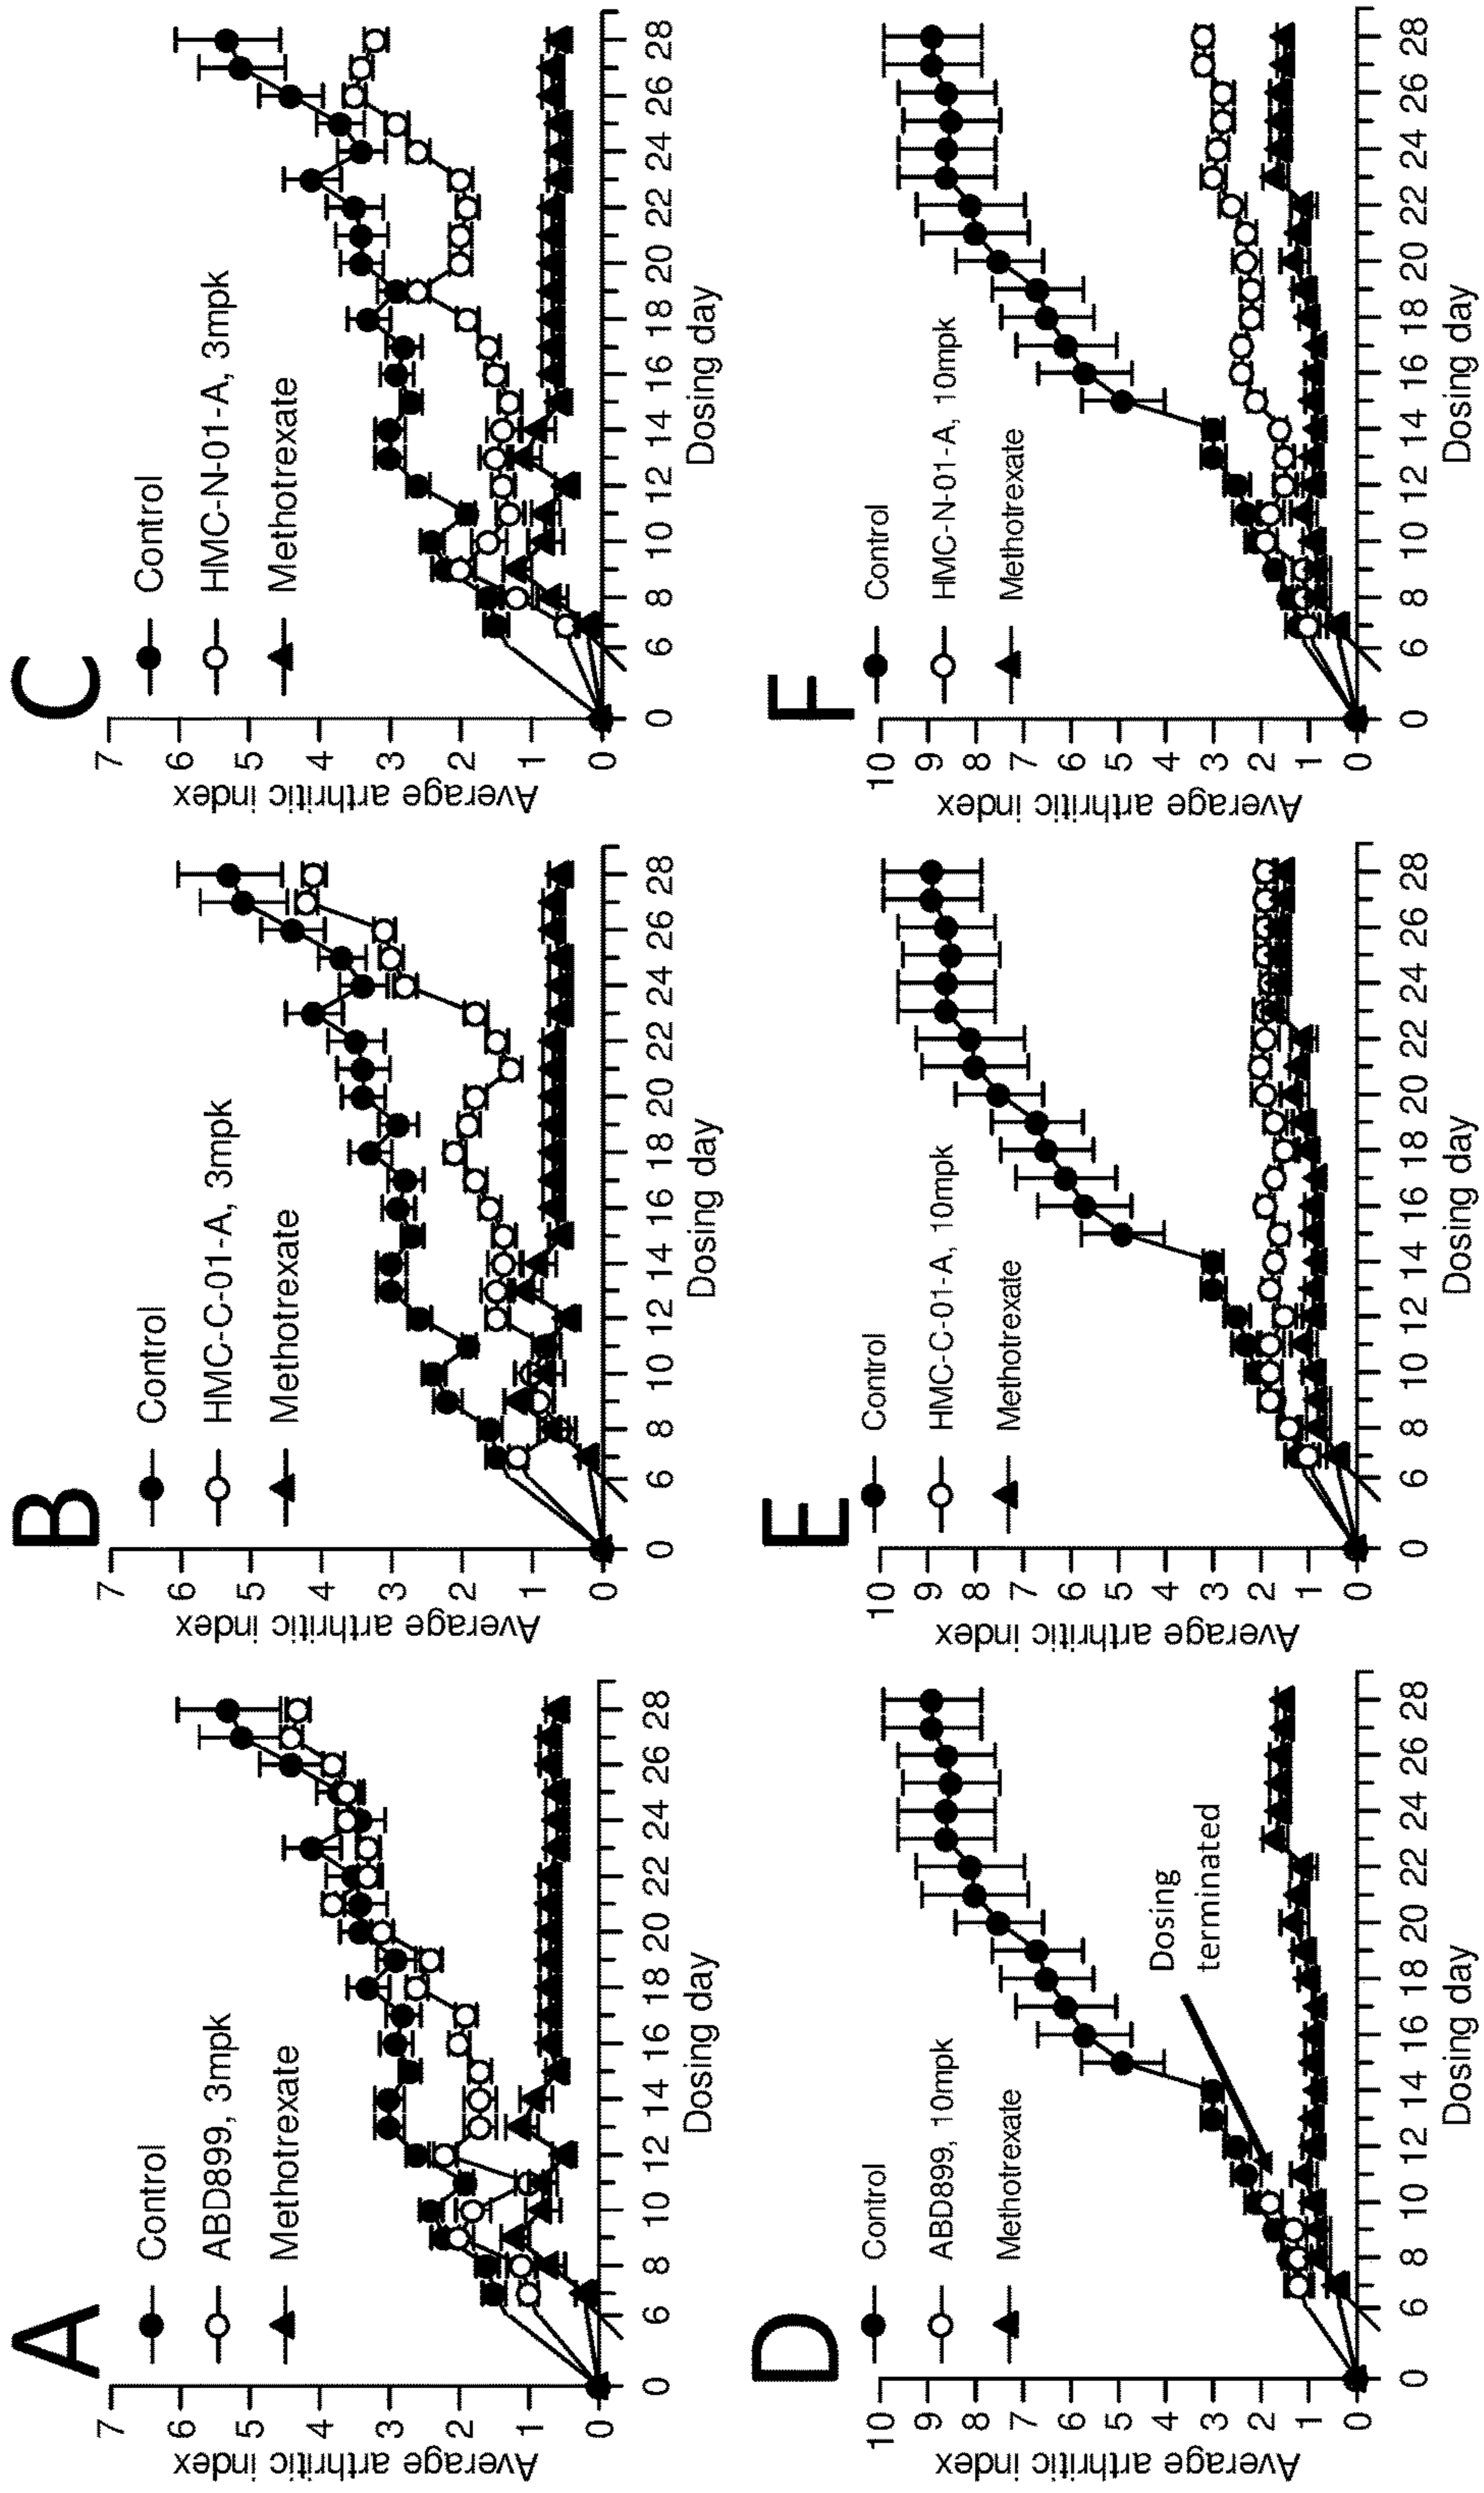 A
Control
ABD899, 3mpk
Methotrexate
Average arthritic index
7
6
5
4
3
2
1
0
0 6 8 10 12 14 16 18 20 22 24 26 28
Dosing day
B
Control
HMC-C-01-A, 3mpk
Methotrexate
Average arthritic index
7
6
5
4
3
2
1
0
0 6 8 10 12 14 16 18 20 22 24 26 28
Dosing day
C
Control
HMC-N-01-A, 3mpk
Methotrexate
Average arthritic index
7
6
5
4
3
2
1
0
0 6 8 10 12 14 16 18 20 22 24 26 28
Dosing day
D
Control
ABD899, 10mpk
Methotrexate
Dosing
terminated
Average arthritic index
10
9
8
7
6
5
4
3
2
1
0
0 6 8 10 12 14 16 18 20 22 24 26 28
Dosing day
E
Control
HMC-C-01-A, 10mpk
Methotrexate
Average arthritic index
10
9
8
7
6
5
4
3
2
1
0
0 6 8 10 12 14 16 18 20 22 24 26 28
Dosing day
F
Control
HMC-N-01-A, 10mpk
Methotrexate
Average arthritic index
10
9
8
7
6
5
4
3
2
1
0
0 6 8 10 12 14 16 18 20 22 24 26 28
Dosing day